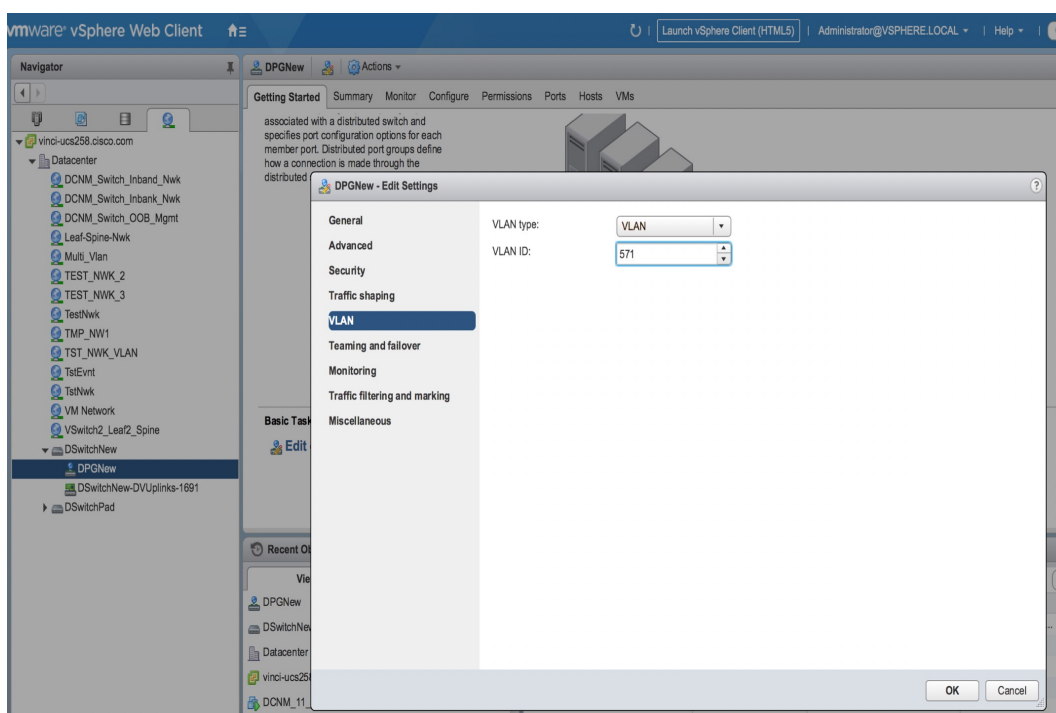 vmware® vSphere Web Client
Launch vSphere Client (HTML5)
Administrator@VSPHERE.LOCAL
Help
Navigator
vinci-ucs258.cisco.com
Datacenter
DCNM_Switch_Inband_Nwk
DCNM_Switch_Inbank_Nwk
DCNM_Switch_OOB_Mgmt
Leaf-Spine-Nwk
Multi_Vlan
TEST_NWK_2
TEST_NWK_3
TestNwk
TMP_NW1
TST_NWK_VLAN
TstEvnt
TstNwk
VM Network
VSwitch2_Leaf2_Spine
DSwitchNew
DPGNew
DSwitchNew-DVUplinks-1691
DSwitchPad
DPGNew
Actions
Getting Started Summary Monitor Configure Permissions Ports Hosts VMs
associated with a distributed switch and
specifies port configuration options for each
member port. Distributed port groups define
how a connection is made through the
distributed
Basic Task
Edit
DPGNew - Edit Settings
?
General
Advanced
Security
Traffic shaping
VLAN
Teaming and failover
Monitoring
Traffic filtering and marking
Miscellaneous
VLAN type: VLAN
VLAN ID: 571
OK Cancel
Recent Ob
Vie
DPGNew
DSwitchNew
Datacenter
vinci-ucs258
DCNM_11_